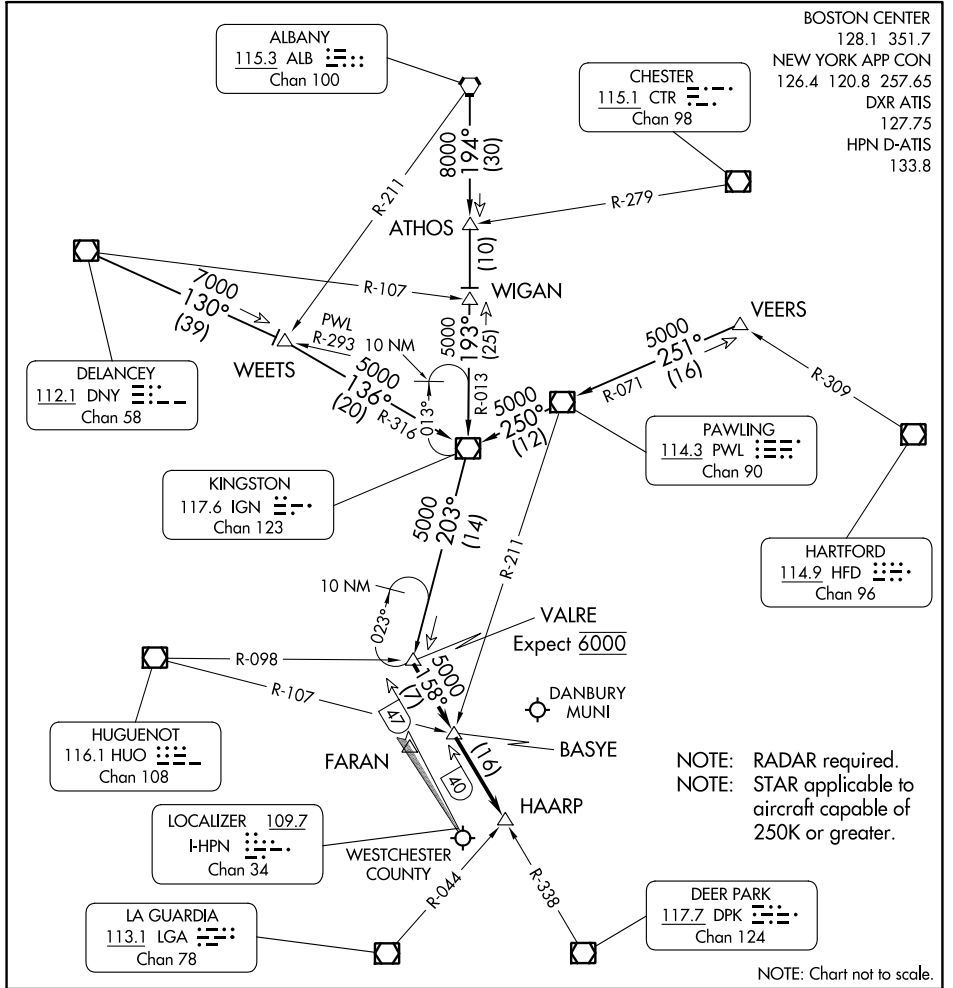 BOSTON CENTER
128.1 351.7
NEW YORK APP CON
126.4 120.8 257.65
DXR ATIS
127.75
HPN D-ATIS
133.8
ALBANY
115.3 ALB
Chan 100
CHESTER
115.1 CTR
Chan 98
8000
194°
(30)
R-211
R-279
ATHOS
(10)
R-107
WIGAN
7000
130°
(39)
WEETS
PWL
R-293
10 NM
5000
193°
(25)
R-013
013°
5000
136°
(20)
R-316
VEERS
5000
251°
(16)
R-071
R-309
5000
250°
(12)
DELANCEY
112.1 DNY
Chan 58
PAWLING
114.3 PWL
Chan 90
KINGSTON
117.6 IGN
Chan 123
5000
203°
(14)
R-211
HARTFORD
114.9 HFD
Chan 96
10 NM
023°
VALRE
Expect 6000
R-098
R-107
5000
158°
(7)
47
DANBURY
MUNI
HUGUENOT
116.1 HUO
Chan 108
FARAN
BASYE
(16)
40
HAARP
NOTE: RADAR required.
NOTE: STAR applicable to
aircraft capable of
250K or greater.
LOCALIZER 109.7
I-HPN
Chan 34
WESTCHESTER
COUNTY
R-044
R-338
LA GUARDIA
113.1 LGA
Chan 78
DEER PARK
117.7 DPK
Chan 124
NOTE: Chart not to scale.